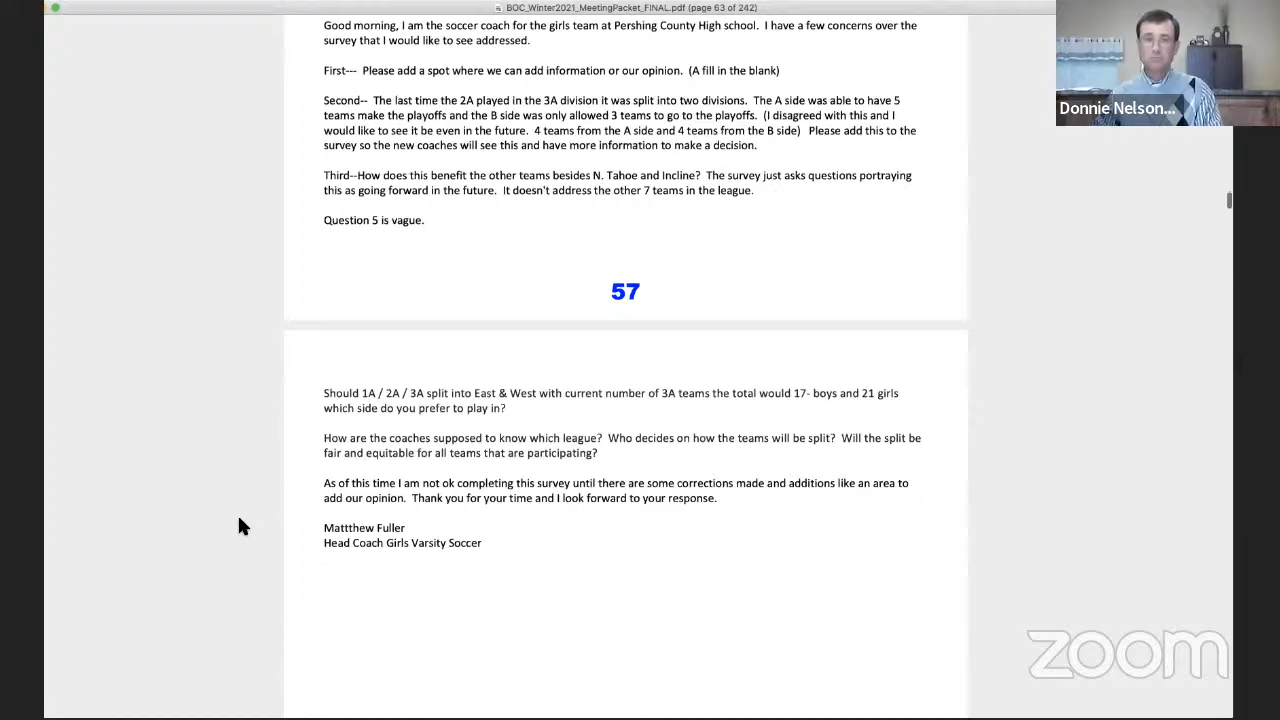 BOC_Winter2021_MeetingPacket_FINAL.pdf (page 63 of 242)
Good morning, I am the soccer coach for the girls team at Pershing County High school.  I have a few concerns over the
survey that I would like to see addressed.
First---  Please add a spot where we can add information or our opinion.  (A fill in the blank)
Second--  The last time the 2A played in the 3A division it was split into two divisions.  The A side was able to have 5
teams make the playoffs and the B side was only allowed 3 teams to go to the playoffs.  (I disagreed with this and I
would like to see it be even in the future.  4 teams from the A side and 4 teams from the B side)  Please add this to the
survey so the new coaches will see this and have more information to make a decision.
Third--How does this benefit the other teams besides N. Tahoe and Incline?  The survey just asks questions portraying
this as going forward in the future.  It doesn't address the other 7 teams in the league.
Question 5 is vague.
57
Should 1A / 2A / 3A split into East & West with current number of 3A teams the total would 17- boys and 21 girls
which side do you prefer to play in?
How are the coaches supposed to know which league?  Who decides on how the teams will be split?  Will the split be
fair and equitable for all teams that are participating?
As of this time I am not ok completing this survey until there are some corrections made and additions like an area to
add our opinion.  Thank you for your time and I look forward to your response.
Mattthew Fuller
Head Coach Girls Varsity Soccer
Donnie Nelson...
zoom